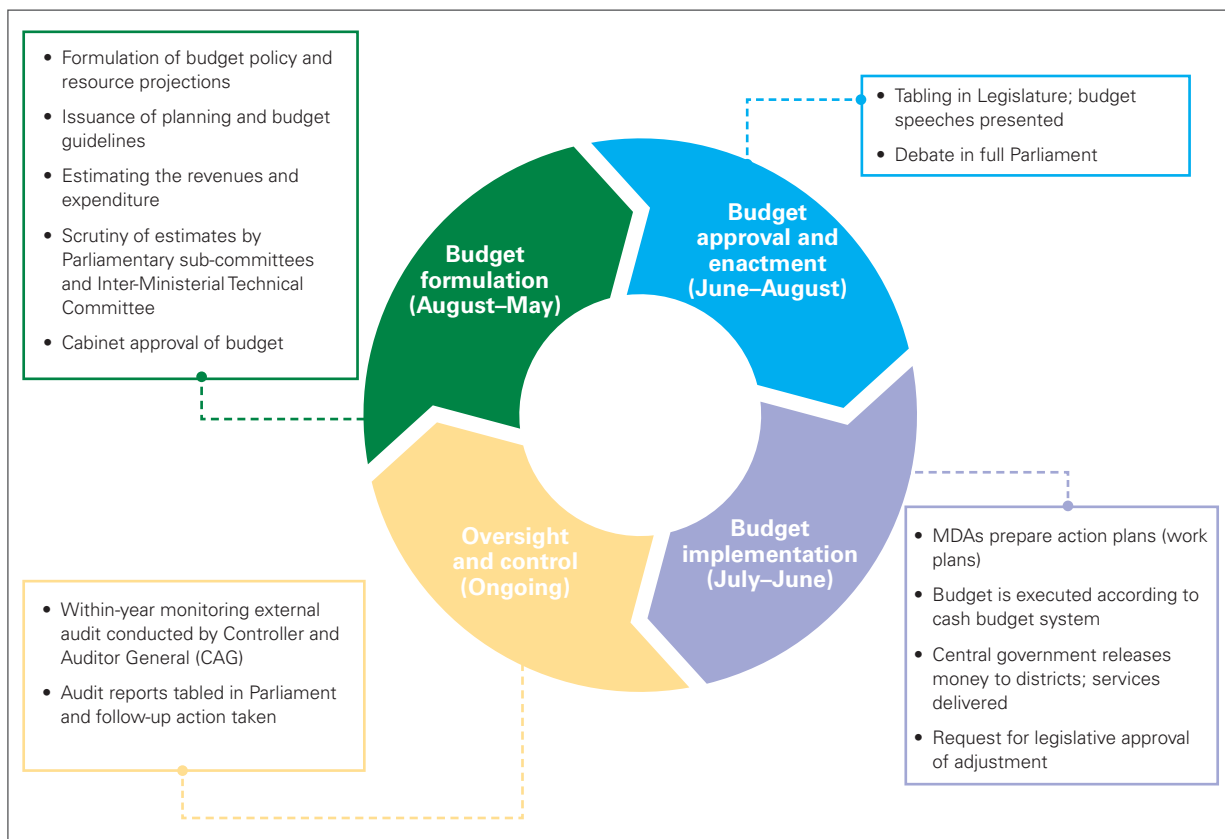 • Formulation of budget policy and
resource projections
• Issuance of planning and budget
guidelines
• Estimating the revenues and
expenditure
• Scrutiny of estimates by
Parliamentary sub-committees
and Inter-Ministerial Technical
Committee
• Cabinet approval of budget
• Tabling in Legislature; budget
speeches presented
• Debate in full Parliament
Budget
formulation
(August–May)
Budget
approval and
enactment
(June–August)
Oversight
and control
(Ongoing)
Budget
implementation
(July–June)
• Within-year monitoring external
audit conducted by Controller and
Auditor General (CAG)
• Audit reports tabled in Parliament
and follow-up action taken
• MDAs prepare action plans (work
plans)
• Budget is executed according to
cash budget system
• Central government releases
money to districts; services
delivered
• Request for legislative approval
of adjustment